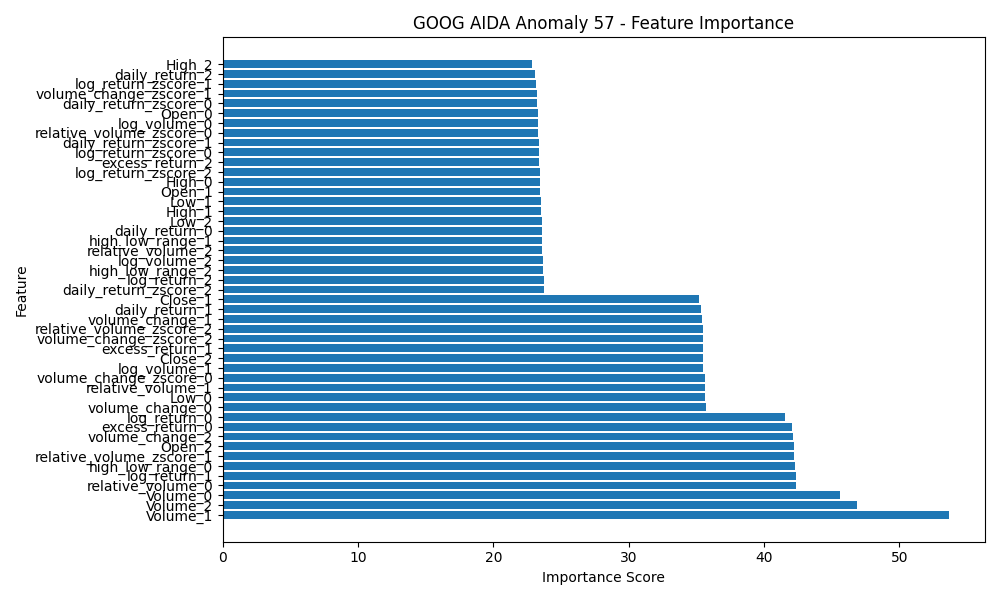 GOOG AIDA Anomaly 57 - Feature Importance
High_2
daily_return_2
log_return_zscore_1
volume_change_zscore_1
daily_return_zscore_0
Open_0
log_volume_0
relative_volume_zscore_0
daily_return_zscore_1
log_return_zscore_0
excess_return_2
log_return_zscore_2
High_0
Open_1
Low_1
High_1
Low_2
daily_return_0
high_low_range_1
relative_volume_2
log_volume_2
high_low_range_2
log_return_2
daily_return_zscore_2
Close_1
daily_return_1
volume_change_1
relative_volume_zscore_2
volume_change_zscore_2
excess_return_1
Close_2
log_volume_1
volume_change_zscore_0
relative_volume_1
Low_0
volume_change_0
log_return_0
excess_return_0
volume_change_2
Open_2
relative_volume_zscore_1
high_low_range_0
log_return_1
relative_volume_0
Volume_0
Volume_2
Volume_1
Feature
0 10 20 30 40 50
Importance Score